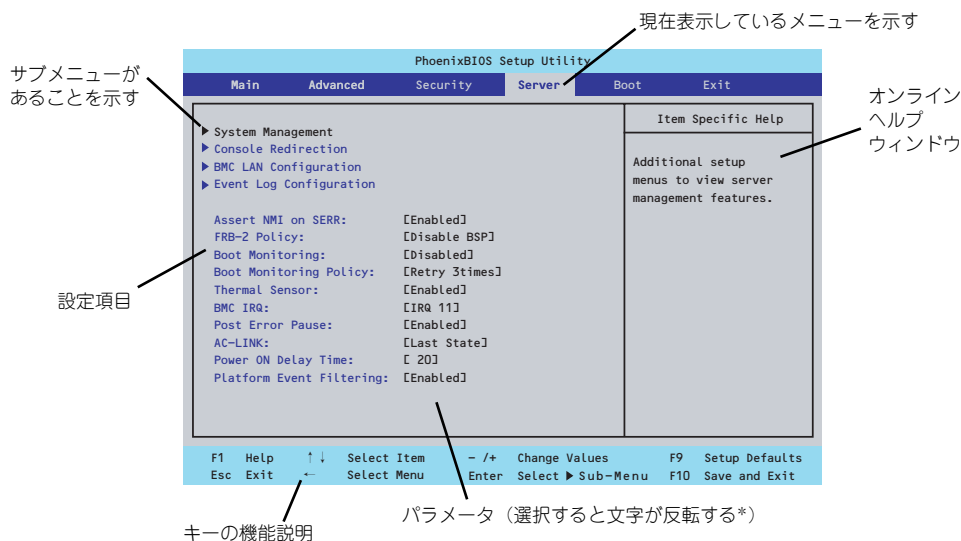 現在表示しているメニューを示す
サブメニューが
あることを示す
PhoenixBIOS Setup Utility
Main Advanced Security Server Boot Exit
オンライン
ヘルプ
ウィンドウ
▶ System Management
▶ Console Redirection
▶ BMC LAN Configuration
▶ Event Log Configuration
Item Specific Help
Additional setup
menus to view server
management features.
Assert NMI on SERR: [Enabled]
FRB-2 Policy: [Disable BSP]
Boot Monitoring: [Disabled]
Boot Monitoring Policy: [Retry 3times]
Thermal Sensor: [Enabled]
BMC IRQ: [IRQ 11]
Post Error Pause: [Enabled]
AC-LINK: [Last State]
Power ON Delay Time: [ 20]
Platform Event Filtering: [Enabled]
設定項目
F1 Help ↑↓ Select Item - /+ Change Values F9 Setup Defaults
Esc Exit ← Select Menu Enter Select ▶ Sub-Menu F10 Save and Exit
パラメータ（選択すると文字が反転する*）
キーの機能説明